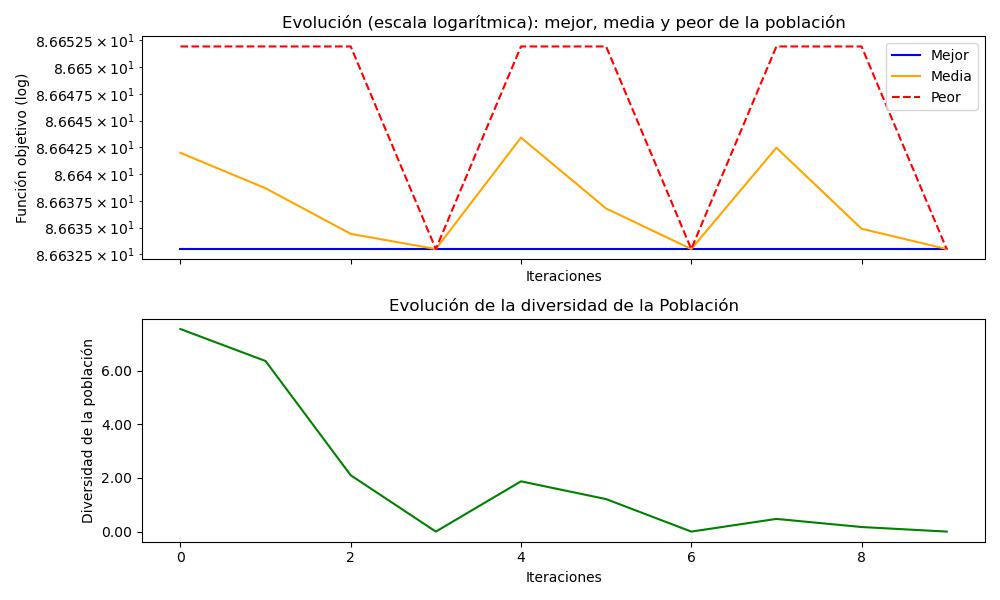 Evolución (escala logarítmica): mejor, media y peor de la población
8.66525 × 10¹
8.665 × 10¹
8.66475 × 10¹
8.6645 × 10¹
8.66425 × 10¹
8.664 × 10¹
8.66375 × 10¹
8.6635 × 10¹
8.66325 × 10¹
Función objetivo (log)
Mejor
Media
Peor
Iteraciones
Evolución de la diversidad de la Población
6.00
4.00
2.00
0.00
Diversidad de la población
0 2 4 6 8
Iteraciones